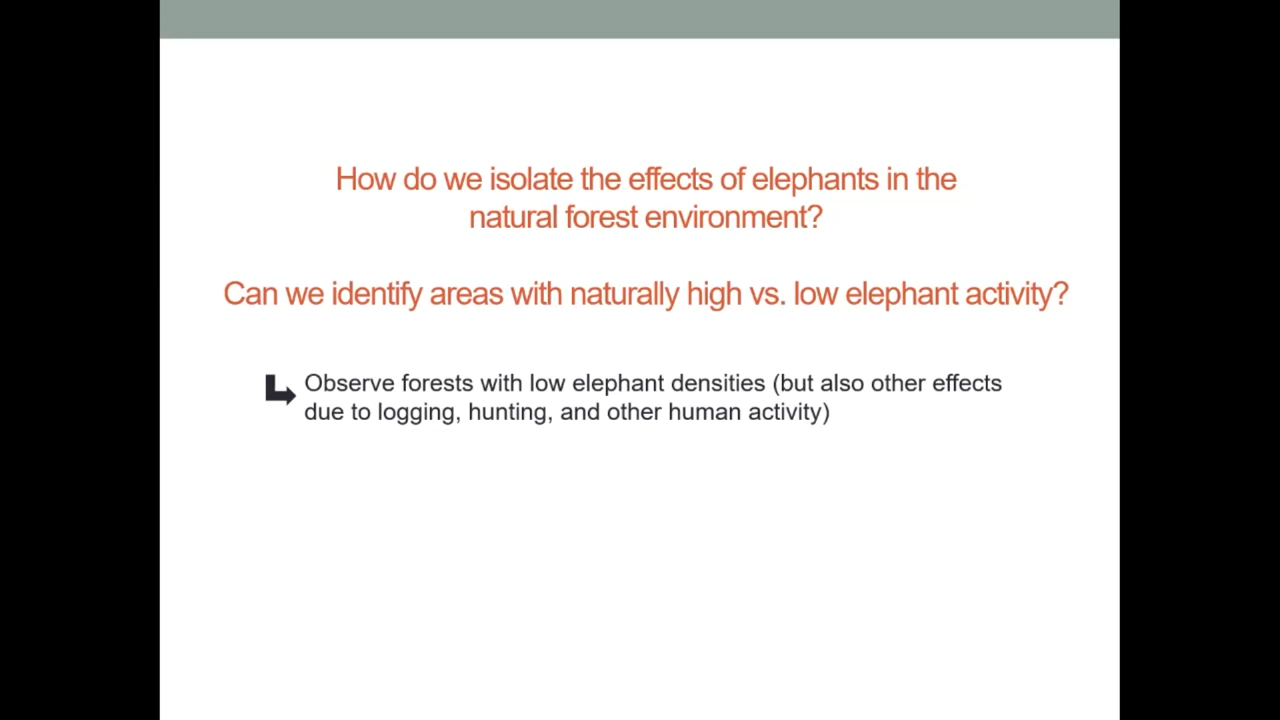 How do we isolate the effects of elephants in the
natural forest environment?
Can we identify areas with naturally high vs. low elephant activity?
Observe forests with low elephant densities (but also other effects
due to logging, hunting, and other human activity)